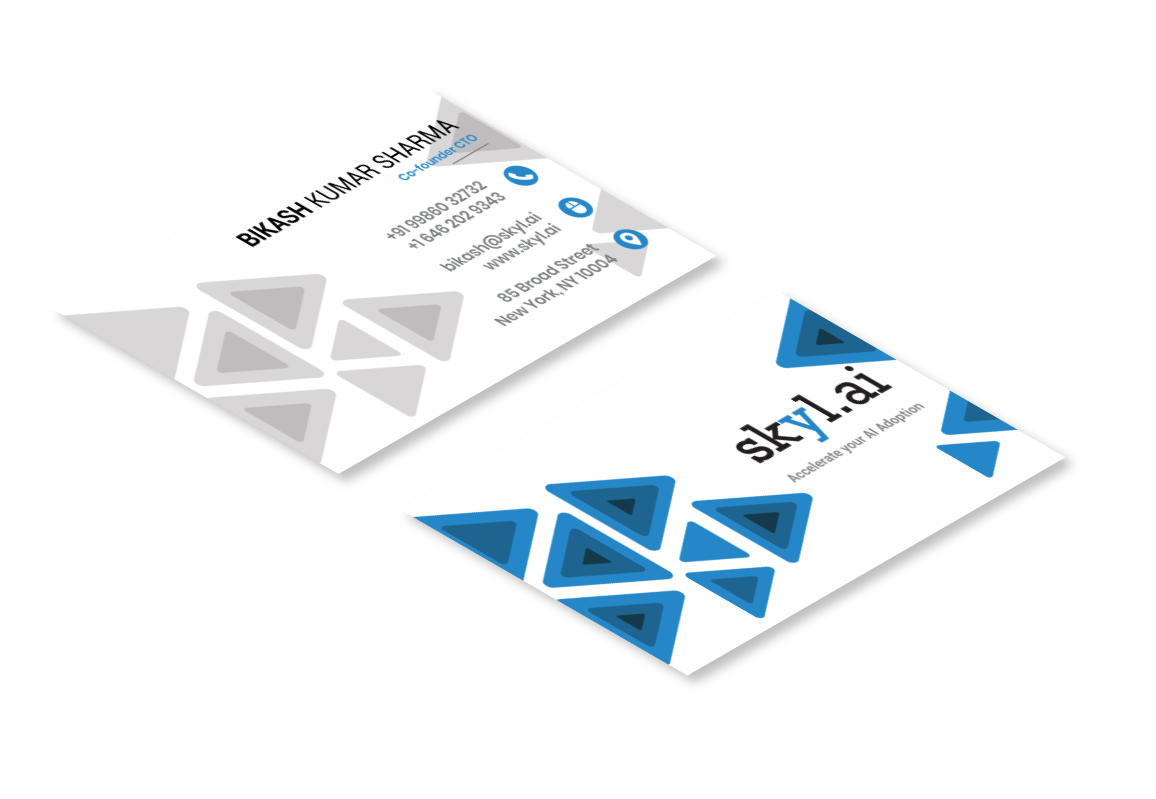 BIKASH KUMAR SHARMA
Co-founder CTO
+91 99860 32732
+1 646 202 9343
bikash@skyl.ai
www.skyl.ai
85 Broad Street
New York, NY 10004
skyl.ai
Accelerate your AI Adoption